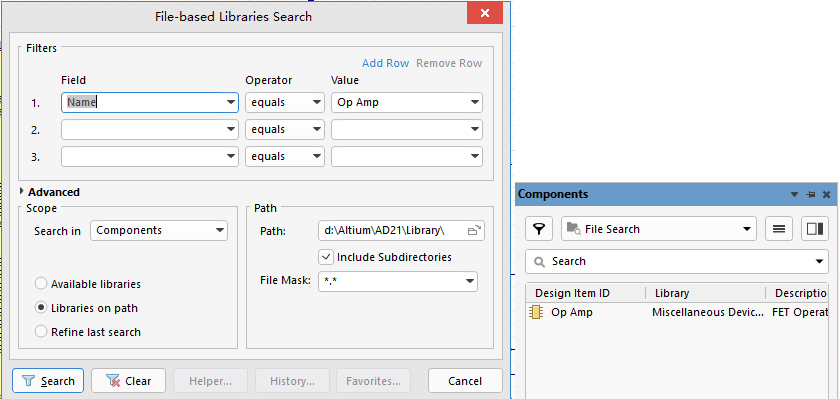 File-based Libraries Search
Filters
Add Row Remove Row
Field Operator Value
1. Name equals Op Amp
2. equals
3. equals
Advanced
Scope
Search in Components
Available libraries
Libraries on path
Refine last search
Path
Path: d:\Altium\AD21\Library\
Include Subdirectories
File Mask: *.*
Search Clear Helper... History... Favorites... Cancel
Components
File Search
Search
Design Item ID Library Descriptio
Op Amp Miscellaneous Devic... FET Operat